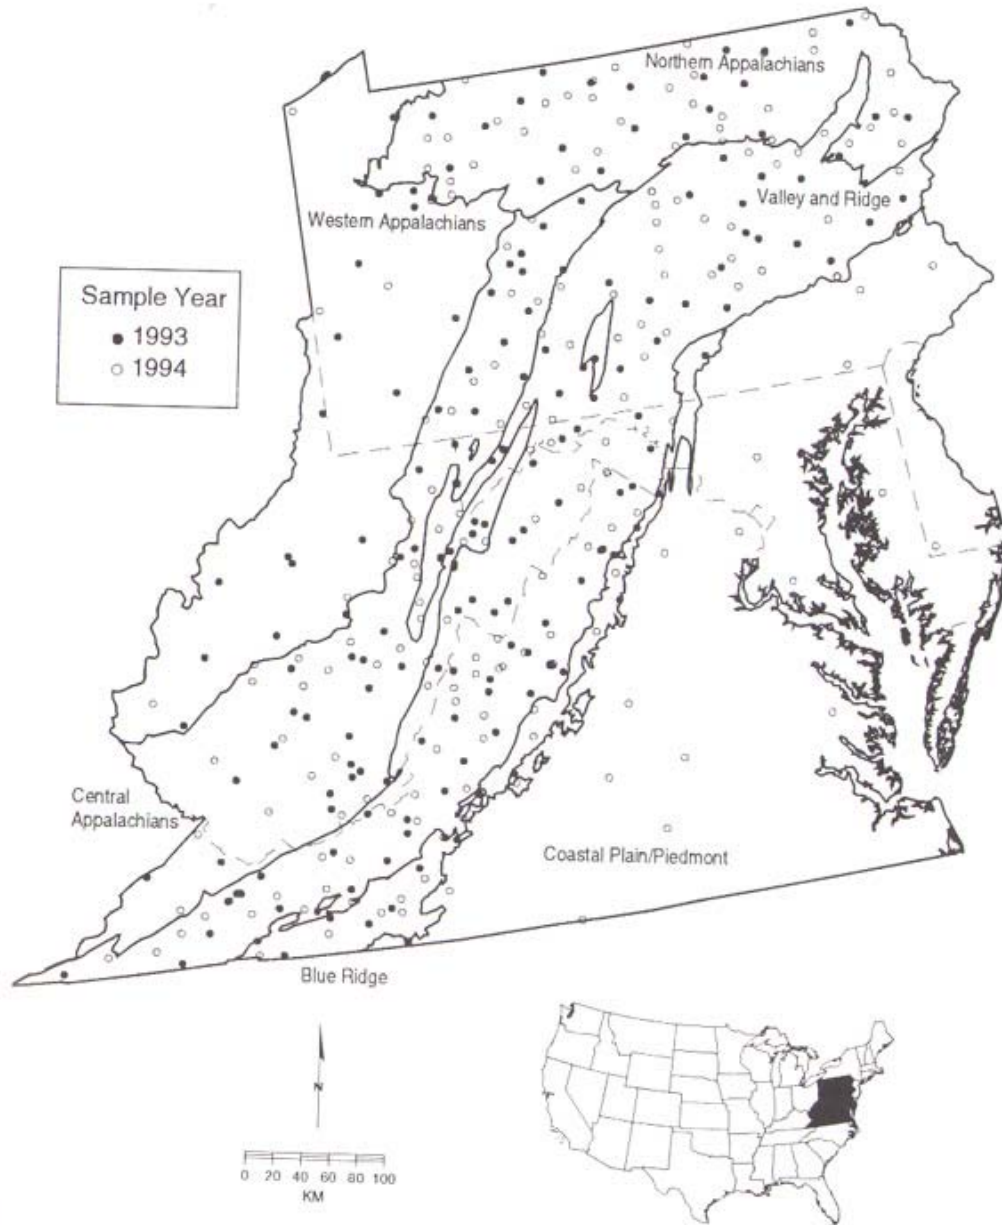 Northern Appalachians
Valley and Ridge
Western Appalachians
Sample Year
1993
1994
Central
Appalachians
Coastal Plain/Piedmont
Blue Ridge
N
0 20 40 60 80 100
KM